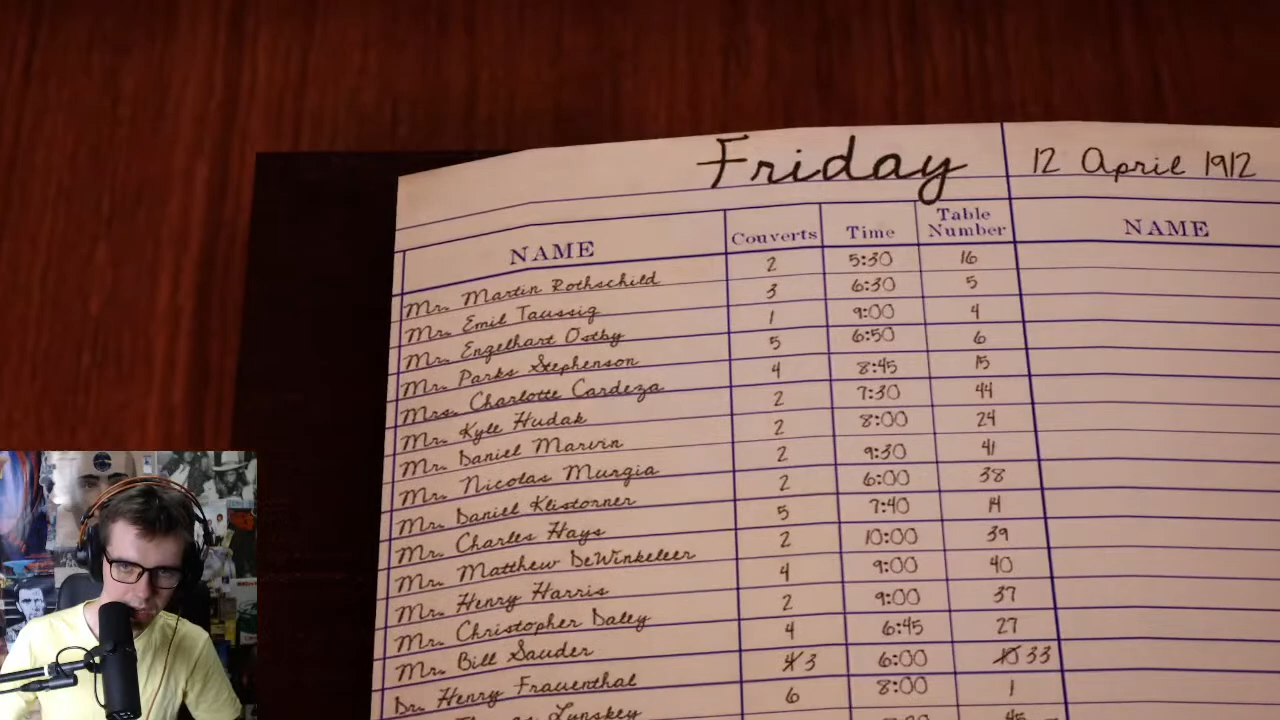 Friday 12 April 1912
NAME Couverts Time Table Number NAME
Mr. Martin Rothschild 2 5:30 16
Mr. Emil Taussig 3 6:30 5
Mr. Engelhart Ostby 1 9:00 4
Mr. Parks Stephenson 5 6:50 6
Mrs. Charlotte Cardeza 4 8:45 15
Mr. Kyle Hudak 2 7:30 44
Mr. Daniel Marvin 2 8:00 24
Mr. Nicolas Murgia 2 9:30 41
Mr. Daniel Klistorner 2 6:00 38
Mr. Charles Hays 5 7:40 14
Mr. Matthew DeWinkeleer 2 10:00 39
Mr. Henry Harris 4 9:00 40
Mr. Christopher Daley 2 9:00 37
Mr. Bill Sauder 4 6:45 27
Dr. Henry Frauenthal 4 3 6:00 33
Lynskey 6 8:00 1